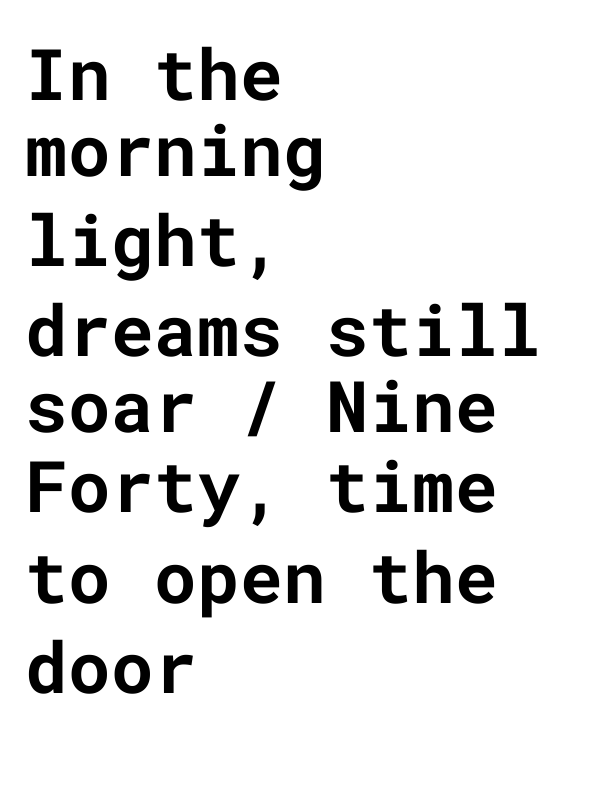 In the
morning
light,
dreams still
soar / Nine
Forty, time
to open the
door